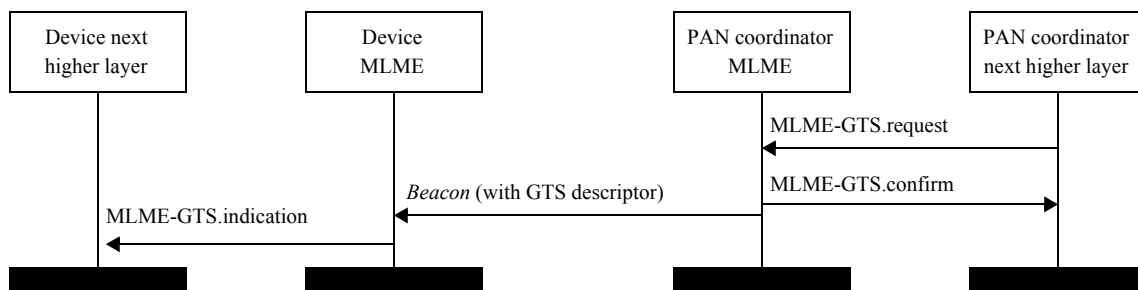 Device next
higher layer
Device
MLME
PAN coordinator
MLME
PAN coordinator
next higher layer
MLME-GTS.request
MLME-GTS.confirm
Beacon (with GTS descriptor)
MLME-GTS.indication